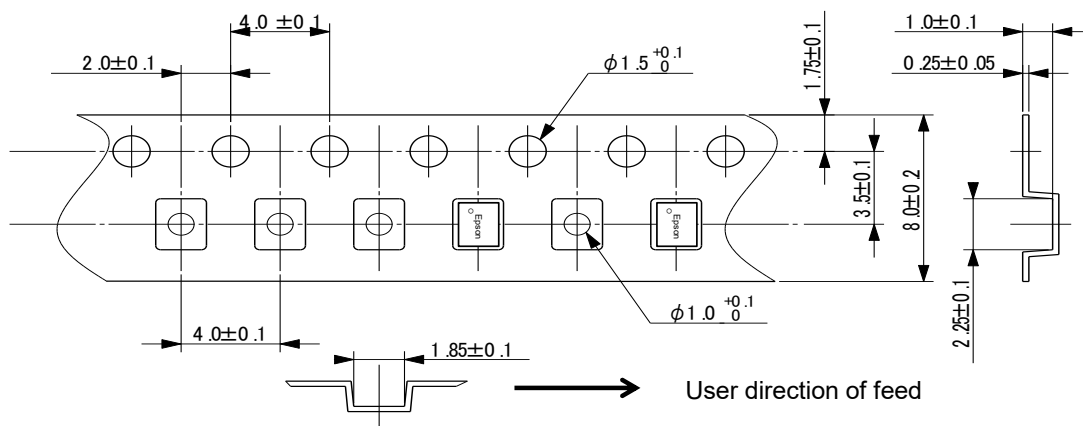 4.0 ±0.1
2.0±0.1
φ1.5 +0.1 0
1.75±0.1
1.0±0.1
0.25±0.05
3.5±0.1
8.0±0.2
Epson
Epson
2.25±0.1
φ1.0 +0.1 0
4.0±0.1
1.85±0.1
User direction of feed